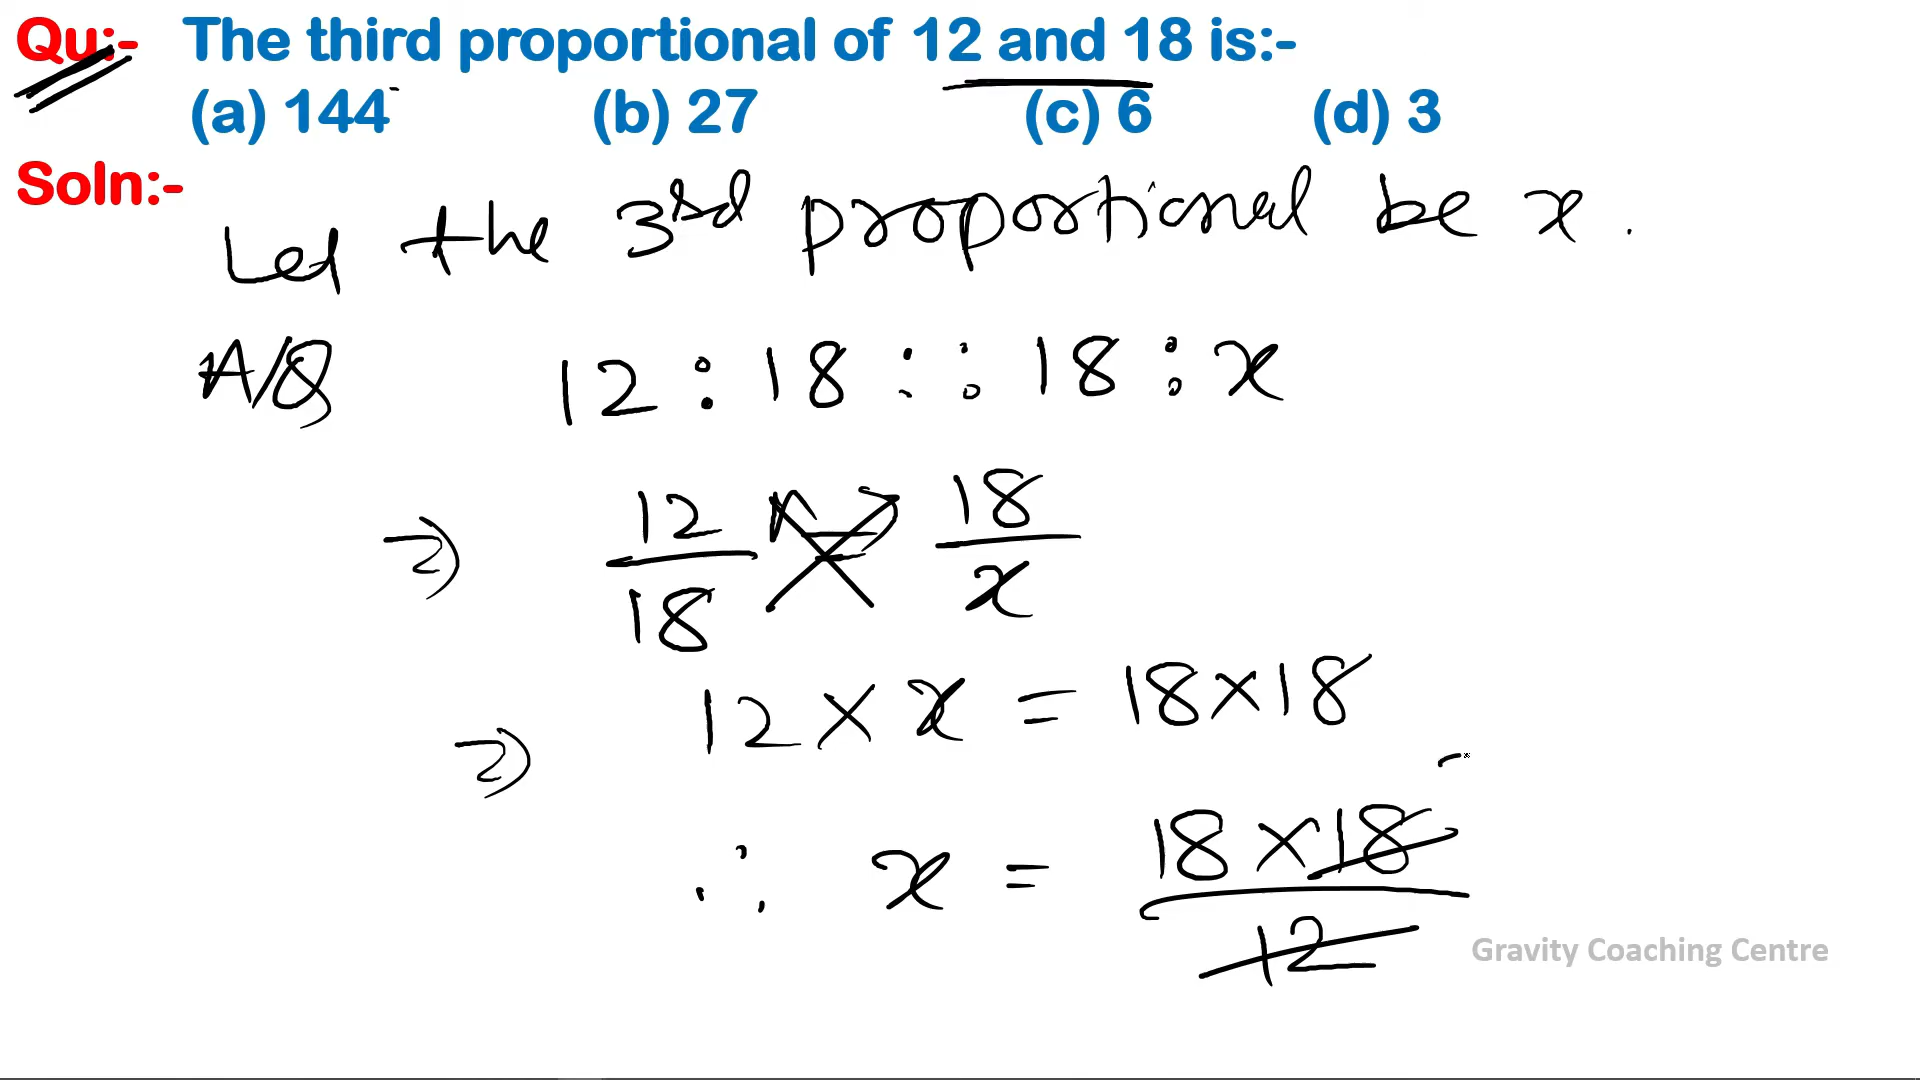 Qu:- The third proportional of 12 and 18 is:-
(a) 144 (b) 27 (c) 6 (d) 3
Soln:-
Let the 3rd proportional be x.
A/Q 12 : 18 :: 18 : x
⇒ 12/18 = 18/x
⇒ 12 × x = 18×18
∴ x = 18 × 18 / 12
Gravity Coaching Centre